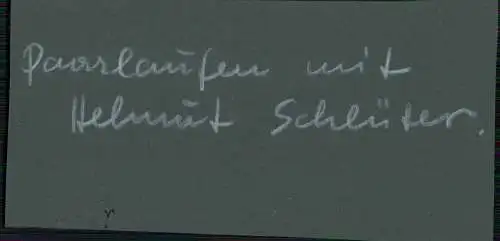 Paarlaufen mit
Helmut Schlüter.